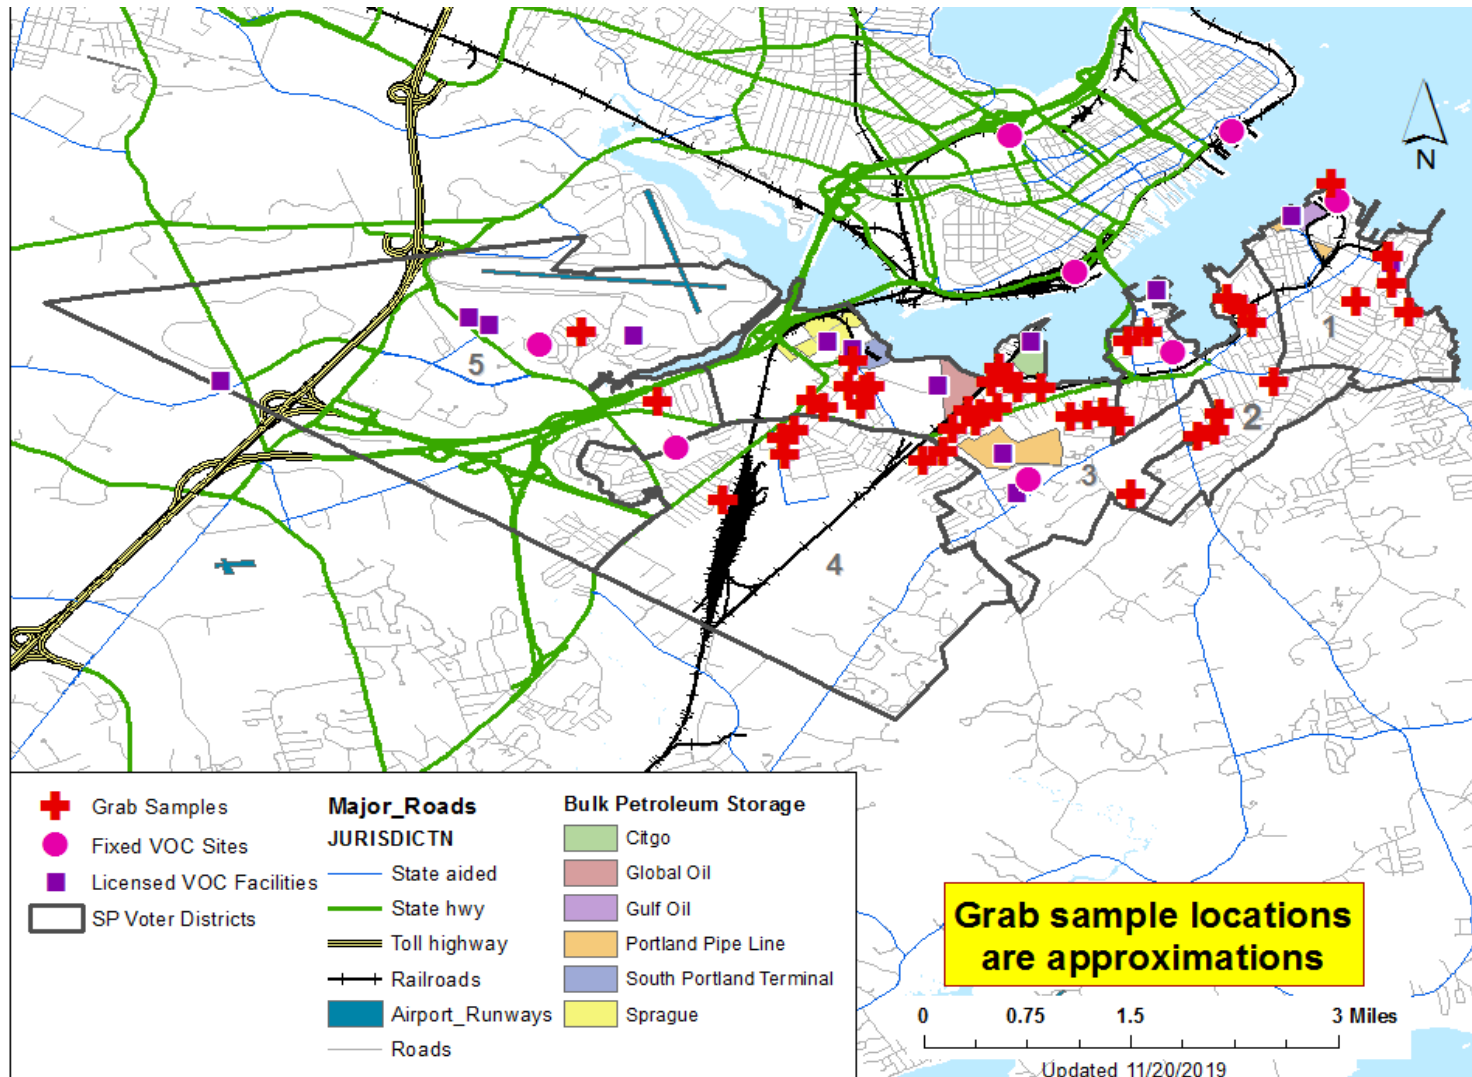 N
1
5
2
3
4
Grab Samples
Fixed VOC Sites
Licensed VOC Facilities
SP Voter Districts
Major_Roads
JURISDICTN
State aided
State hwy
Toll highway
Railroads
Airport_Runways
Roads
Bulk Petroleum Storage
Citgo
Global Oil
Gulf Oil
Portland Pipe Line
South Portland Terminal
Sprague
Grab sample locations
are approximations
0 0.75 1.5 3 Miles
Updated 11/20/2019